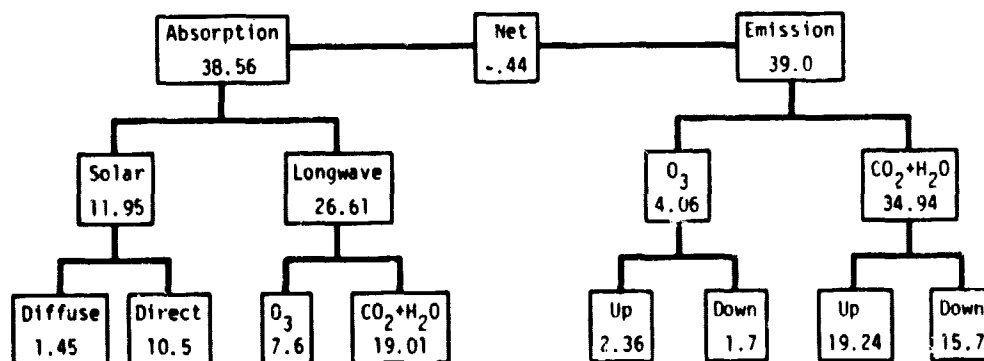 Absorption
38.56
Net
-.44
Emission
39.0
Solar
11.95
Longwave
26.61
O3
4.06
CO2+H2O
34.94
Diffuse
1.45
Direct
10.5
O3
7.6
CO2+H2O
19.01
Up
2.36
Down
1.7
Up
19.24
Down
15.7